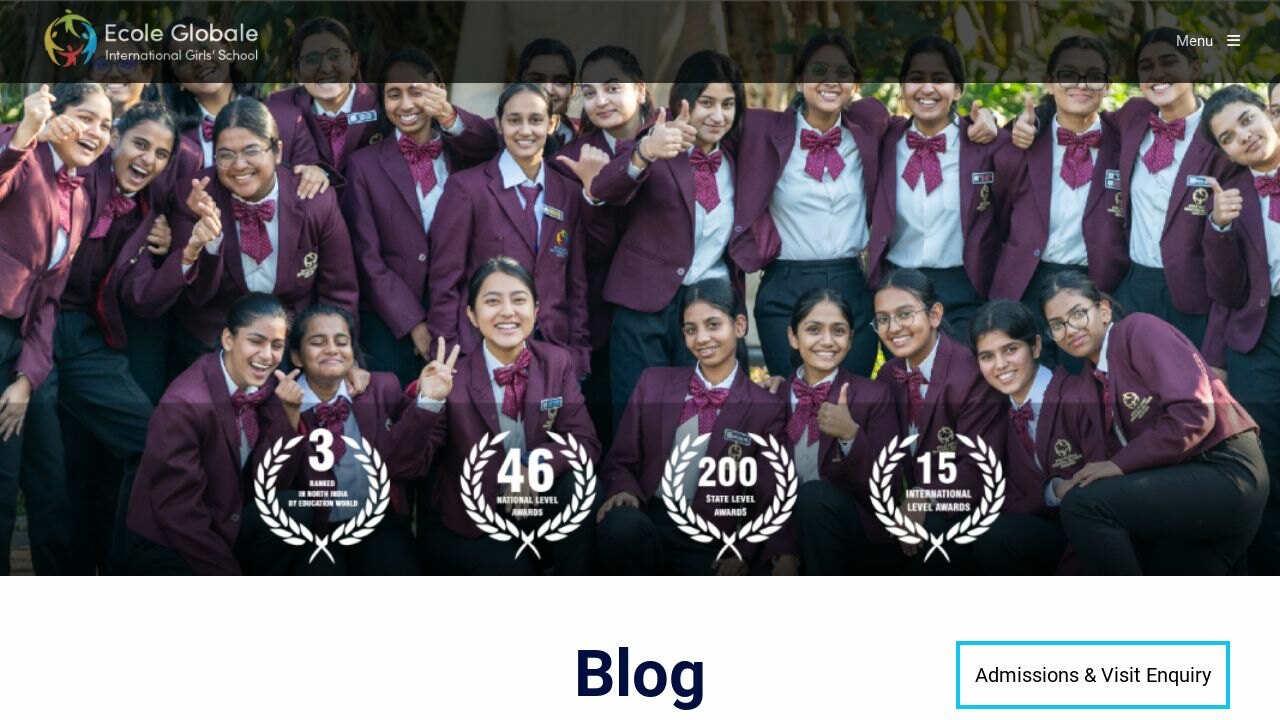 Ecole Globale
International Girls' School
Menu
3
RANKED
IN NORTH INDIA
BY EDUCATION WORLD
46
NATIONAL LEVEL
AWARDS
200
STATE LEVEL
AWARDS
15
INTERNATIONAL
LEVEL AWARDS
Blog
Admissions & Visit Enquiry